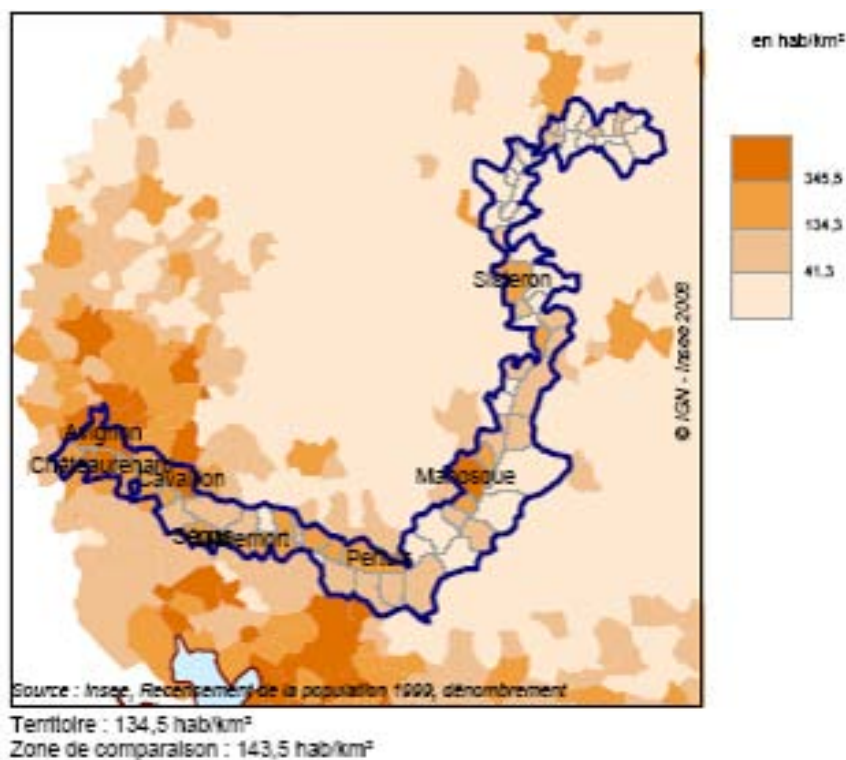 en hab/km²
345,5
134,3
41,3
Sisteron
© IGN - Insee 2008
Avignon
Châteaurenard
Cavaillon
Manosque
Pertuis
Source : Insee, Recensement de la population 1999, dénombrement
Territoire : 134,5 hab/km²
Zone de comparaison : 143,5 hab/km²